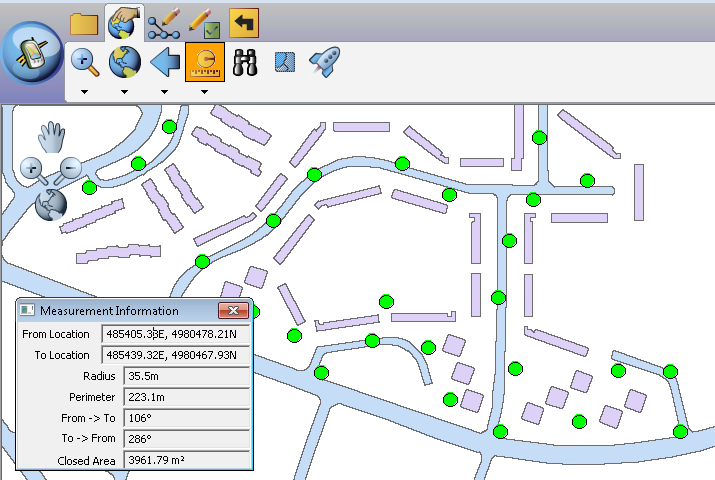 Measurement Information
From Location 485405.33E, 4980478.21N
To Location 485439.32E, 4980467.93N
Radius 35.5m
Perimeter 223.1m
From -> To 106°
To -> From 286°
Closed Area 3961.79 m²